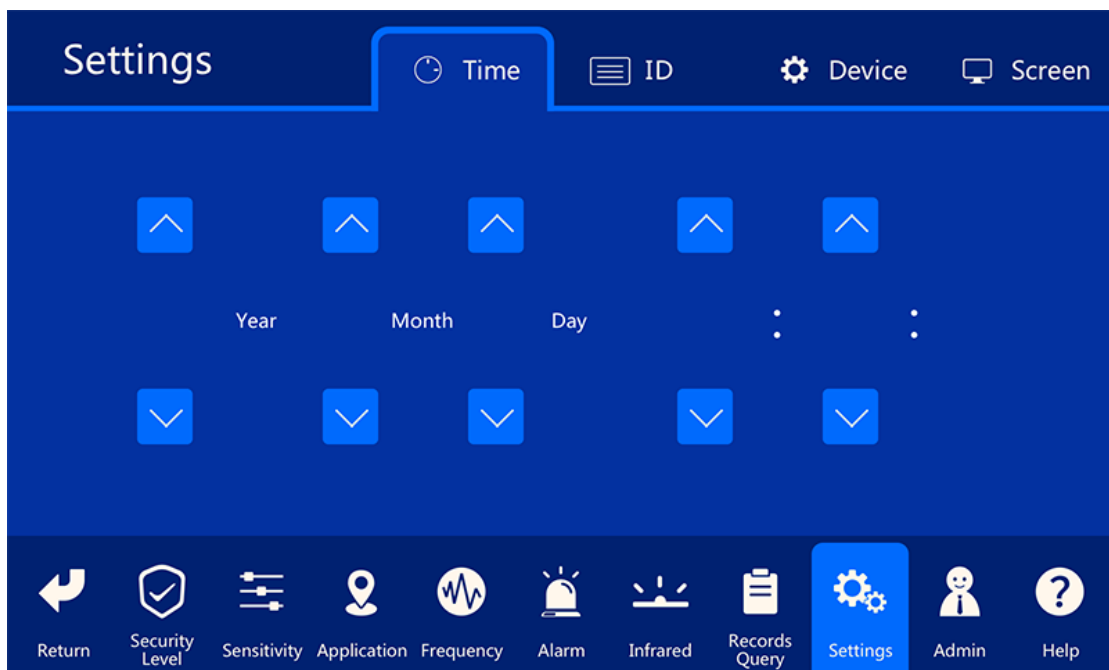 Settings
Time
ID
Device
Screen
Year
Month
Day
:
:
Return
Security
Level
Sensitivity
Application
Frequency
Alarm
Infrared
Records
Query
Settings
Admin
?
Help